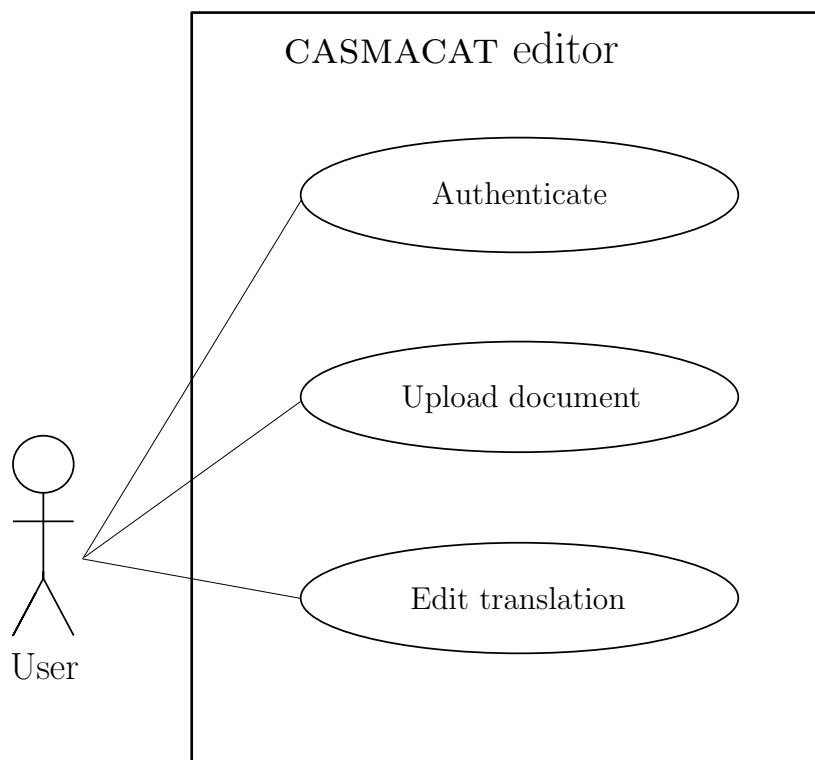 CASMACAT editor
Authenticate
Upload document
Edit translation
User